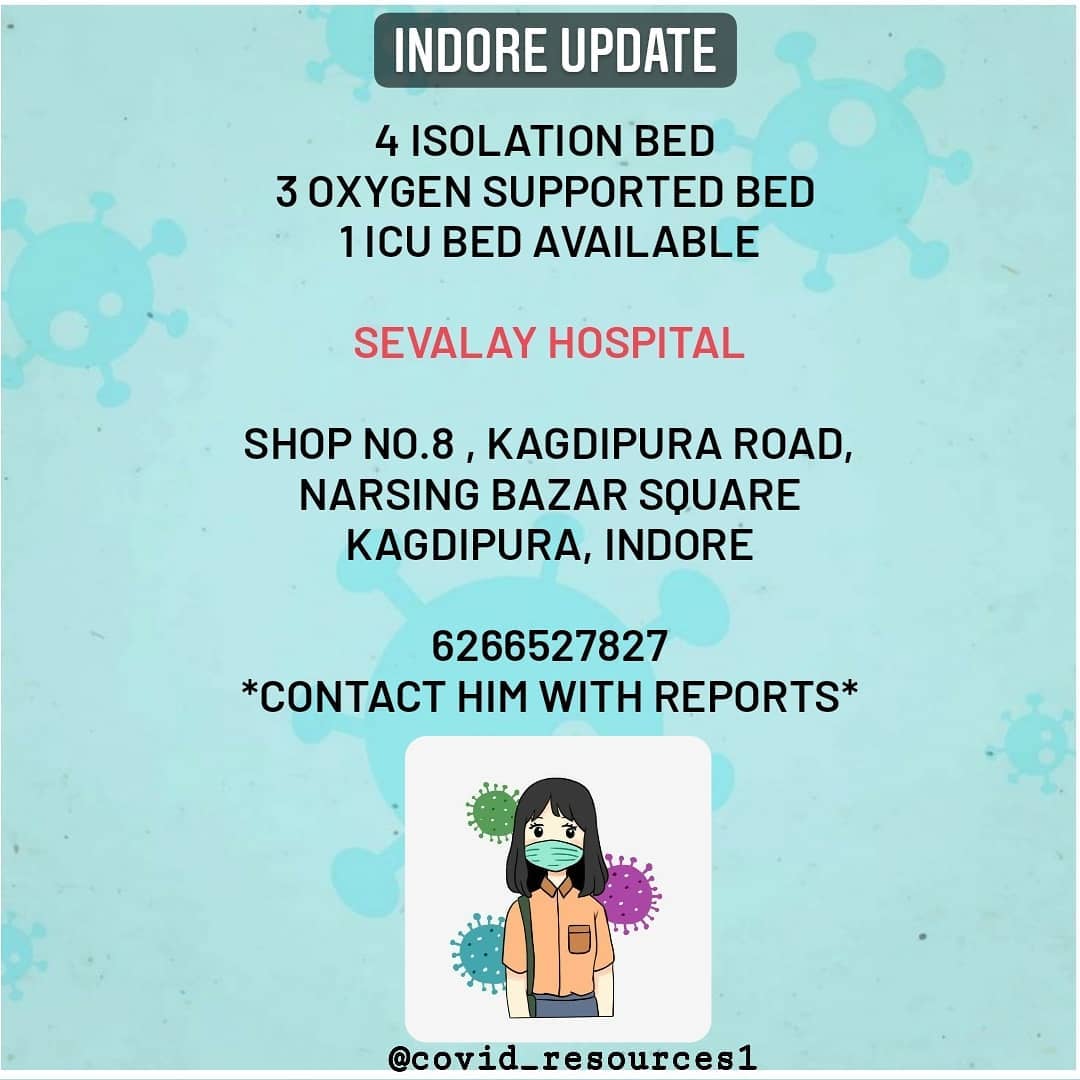 INDORE UPDATE
4 ISOLATION BED
3 OXYGEN SUPPORTED BED
1 ICU BED AVAILABLE
SEVALAY HOSPITAL
SHOP NO.8 , KAGDIPURA ROAD,
NARSING BAZAR SQUARE
KAGDIPURA, INDORE
6266527827
*CONTACT HIM WITH REPORTS*
@covid_resources1